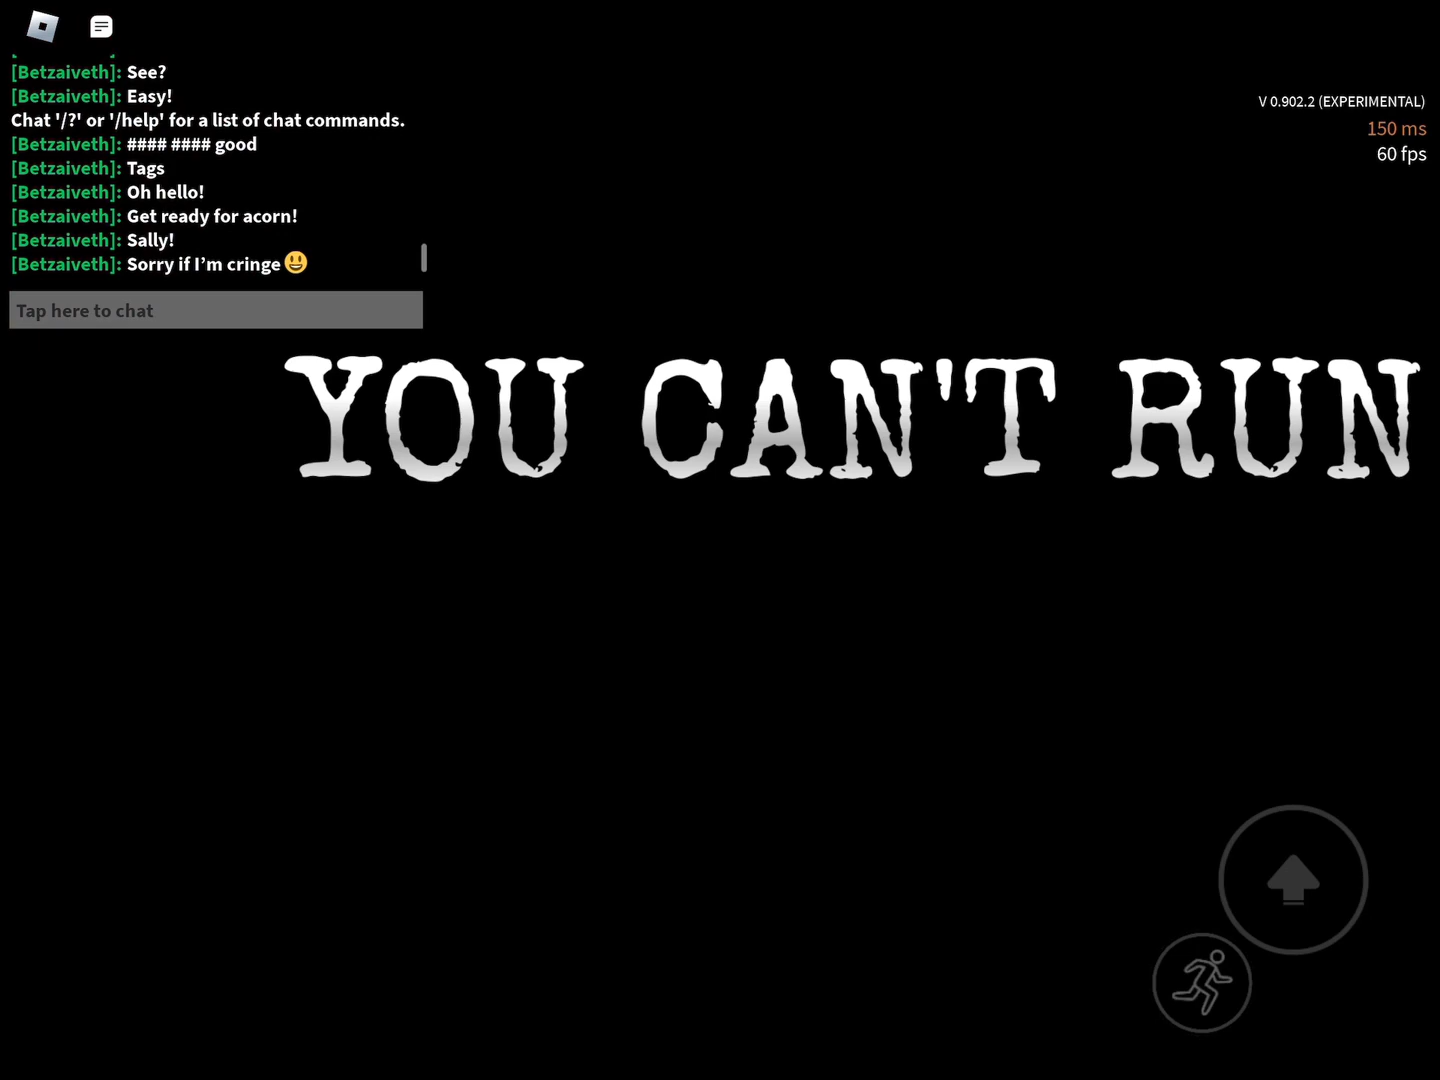 [Betzaiveth]: See?
[Betzaiveth]: Easy!
Chat '/?' or '/help' for a list of chat commands.
[Betzaiveth]: #### #### good
[Betzaiveth]: Tags
[Betzaiveth]: Oh hello!
[Betzaiveth]: Get ready for acorn!
[Betzaiveth]: Sally!
[Betzaiveth]: Sorry if I’m cringe 😃
Tap here to chat
V 0.902.2 (EXPERIMENTAL)
150 ms
60 fps
YOU CAN'T RUN